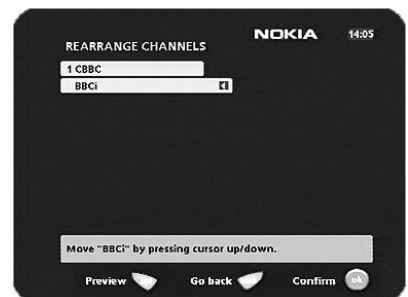 NOKIA 14:05
REARRANGE CHANNELS
1 CBBC
BBCi
Move "BBCi" by pressing cursor up/down.
Preview Go back Confirm ok